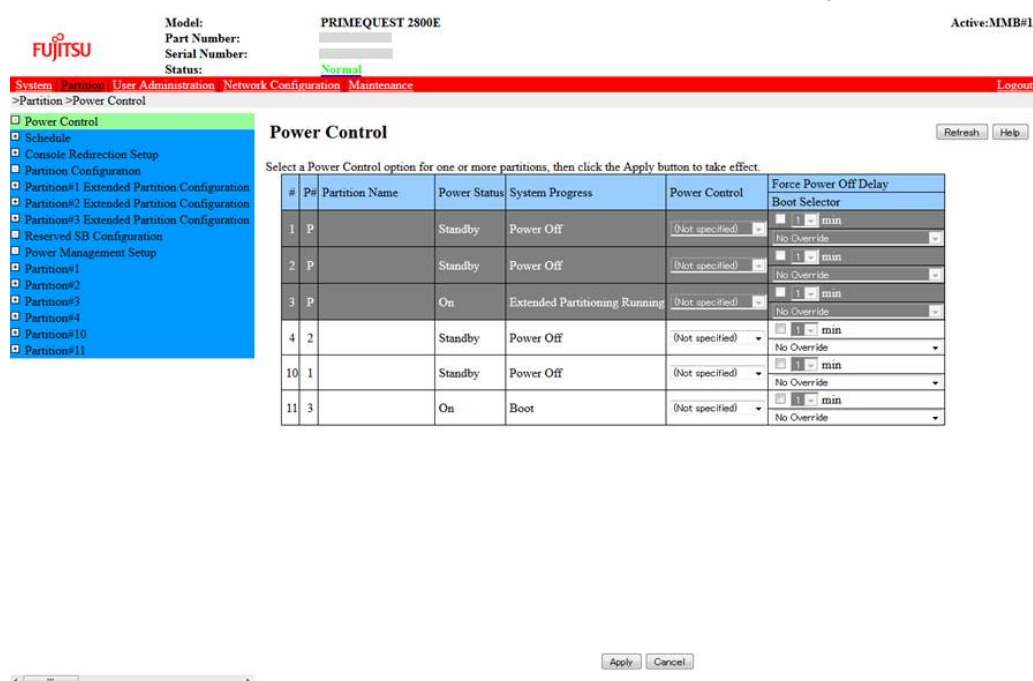 FUJITSU
Model: PRIMEQUEST 2800E Active:MMB#1
Part Number:
Serial Number:
Status: Normal
System Partition User Administration Network Configuration Maintenance Logout
>Partition >Power Control
Power Control
Schedule
Console Redirection Setup
Partition Configuration
Partition#1 Extended Partition Configuration
Partition#2 Extended Partition Configuration
Partition#3 Extended Partition Configuration
Reserved SB Configuration
Power Management Setup
Partition#1
Partition#2
Partition#3
Partition#4
Partition#10
Partition#11
Power Control
Refresh Help
Select a Power Control option for one or more partitions, then click the Apply button to take effect.
# P# Partition Name Power Status System Progress Power Control Force Power Off Delay
Boot Selector
1 P Standby Power Off (Not specified) 1 min
No Override
2 P Standby Power Off (Not specified) 1 min
No Override
3 P On Extended Partitioning Running (Not specified) 1 min
No Override
4 2 Standby Power Off (Not specified) 1 min
No Override
10 1 Standby Power Off (Not specified) 1 min
No Override
11 3 On Boot (Not specified) 1 min
No Override
Apply Cancel